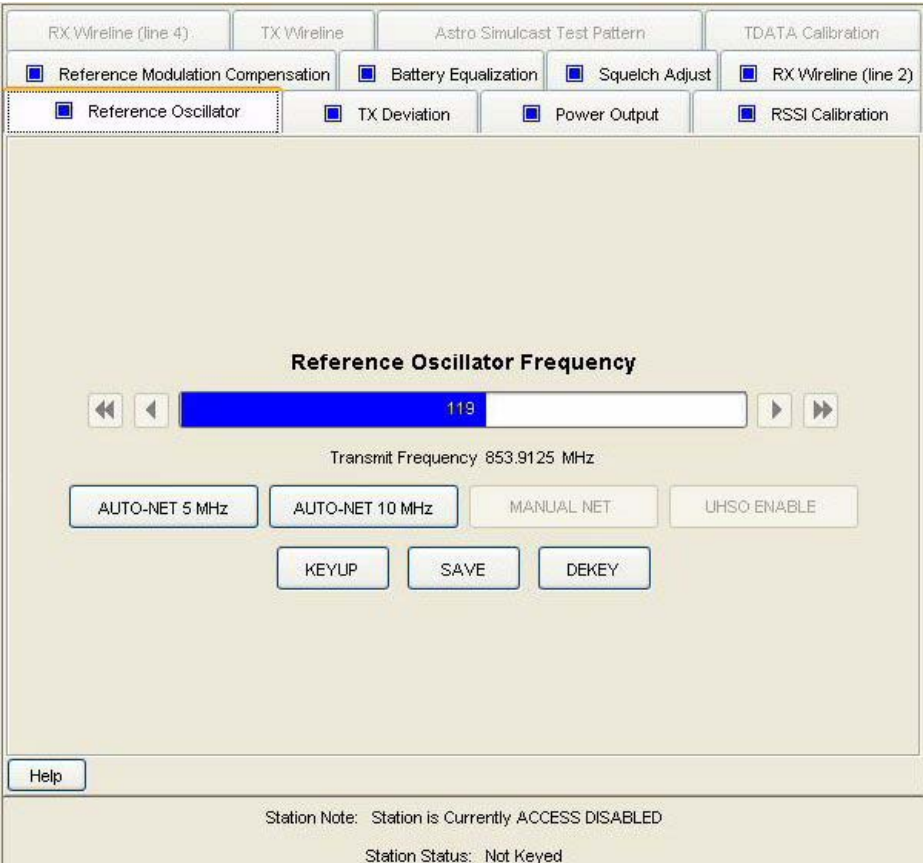 RX Wireline (line 4) TX Wireline Astro Simulcast Test Pattern TDATA Calibration
Reference Modulation Compensation Battery Equalization Squelch Adjust RX Wireline (line 2)
Reference Oscillator TX Deviation Power Output RSSI Calibration
Reference Oscillator Frequency
119
Transmit Frequency 853.9125 MHz
AUTO-NET 5 MHz AUTO-NET 10 MHz MANUAL NET UHSO ENABLE
KEYUP SAVE DEKEY
Help
Station Note: Station is Currently ACCESS DISABLED
Station Status: Not Keyed